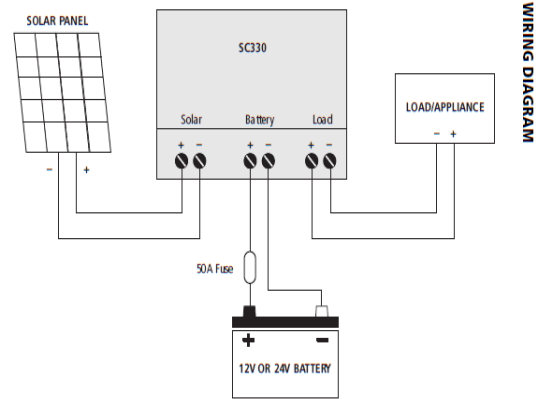 WIRING DIAGRAM
SOLAR PANEL
SC330
Solar Battery Load
+ − + − + −
LOAD/APPLIANCE
− +
− +
50A Fuse
+ −
12V OR 24V BATTERY